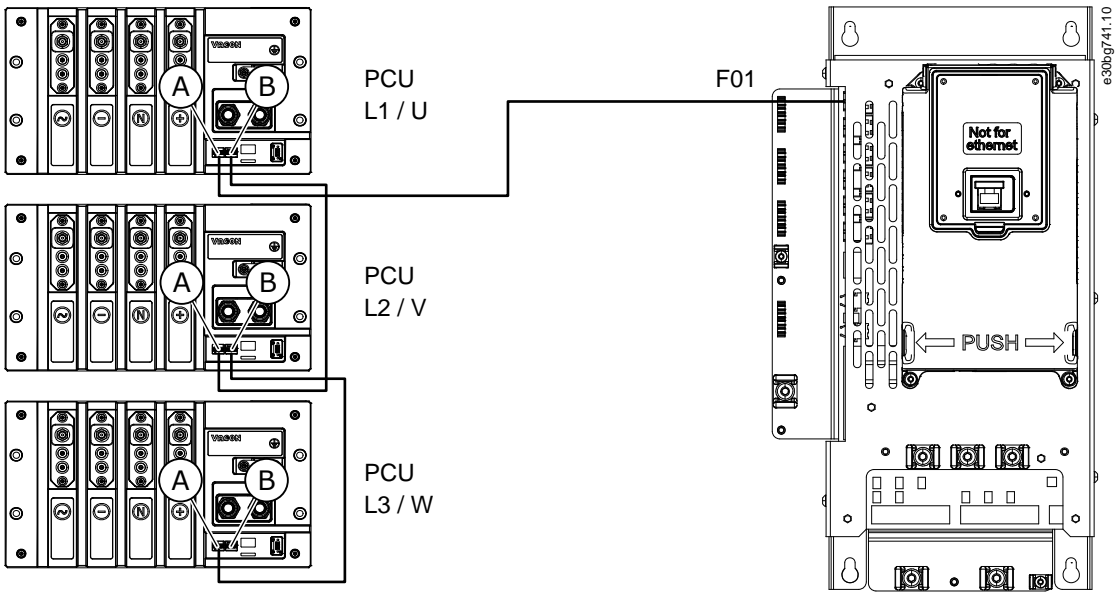 VACON
A
B
PCU
L1 / U
F01
e30bg741.10
Not for
ethernet
VACON
A
B
PCU
L2 / V
PUSH
VACON
A
B
PCU
L3 / W
N
N
N